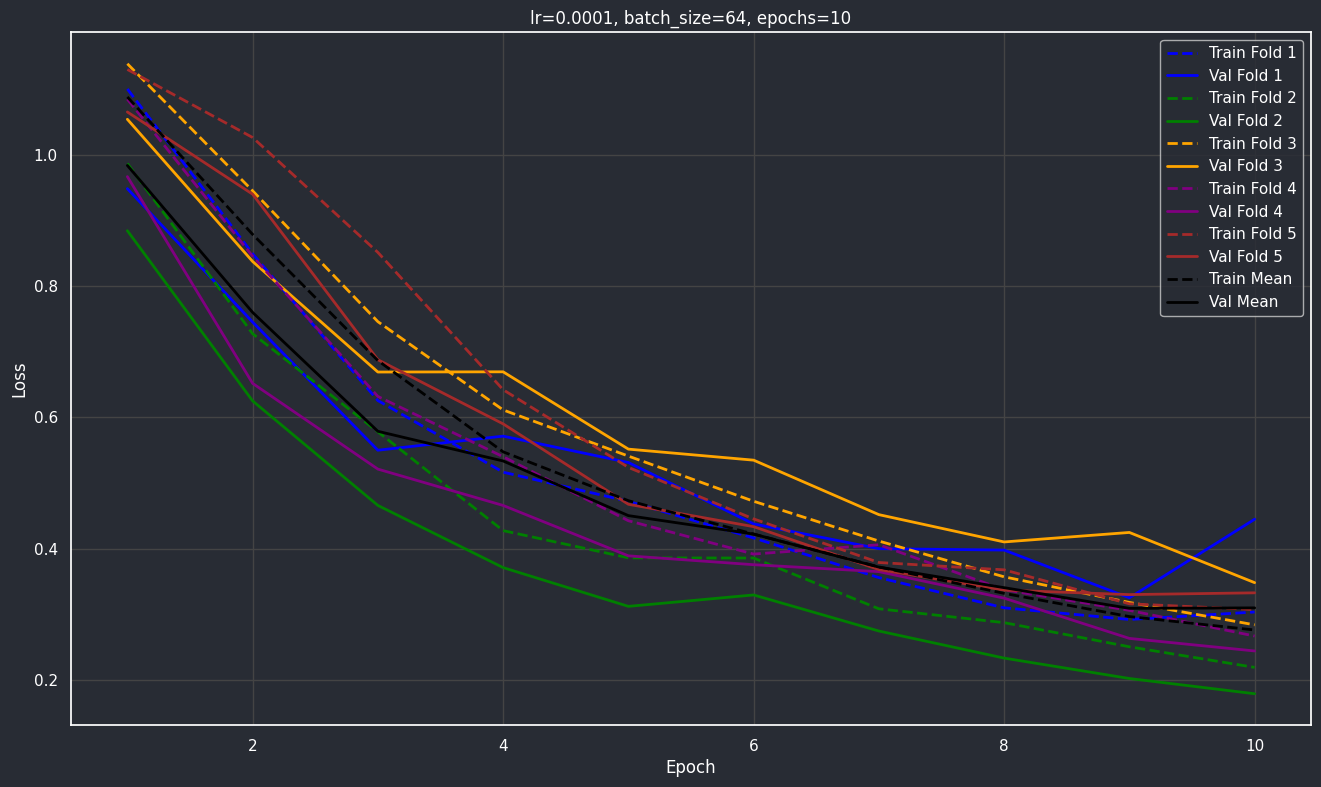 lr=0.0001, batch_size=64, epochs=10
Train Fold 1
Val Fold 1
Train Fold 2
Val Fold 2
Train Fold 3
Val Fold 3
Train Fold 4
Val Fold 4
Train Fold 5
Val Fold 5
Train Mean
Val Mean
Loss
1.0
0.8
0.6
0.4
0.2
2 4 6 8 10
Epoch